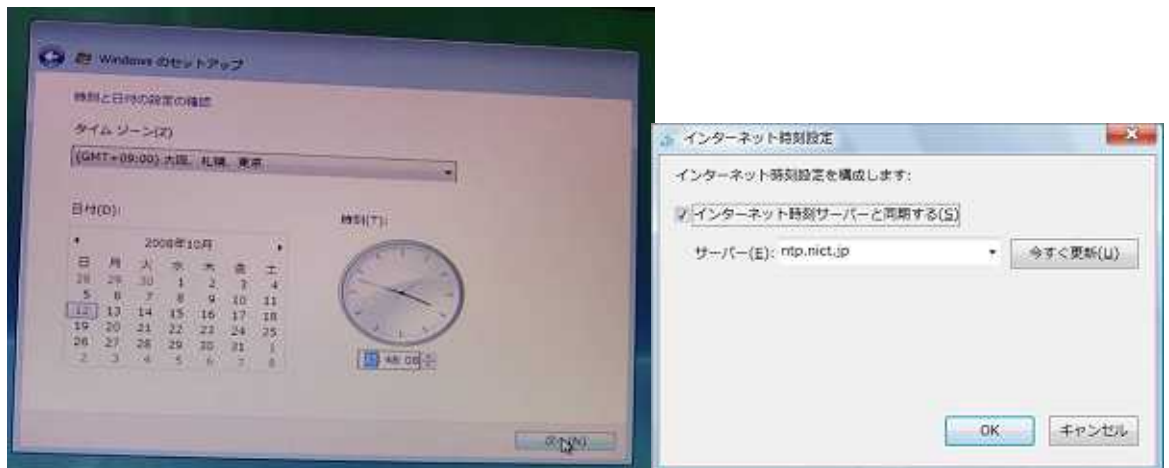 Windows のセットアップ
時刻と日付の設定の確認
タイム ゾーン(Z)
(GMT+09:00) 大阪、札幌、東京
日付(D):
時刻(T):
2008年10月
日 月 火 水 木 金 土
28 29 30 1 2 3 4
5 6 7 8 9 10 11
12 13 14 15 16 17 18
19 20 21 22 23 24 25
26 27 28 29 30 31 1
2 3 4 5 6 7 8
48:08
次へ(N)
インターネット時刻設定
インターネット時刻設定を構成します:
インターネット時刻サーバーと同期する(S)
サーバー(E): ntp.nict.jp
今すぐ更新(U)
OK
キャンセル